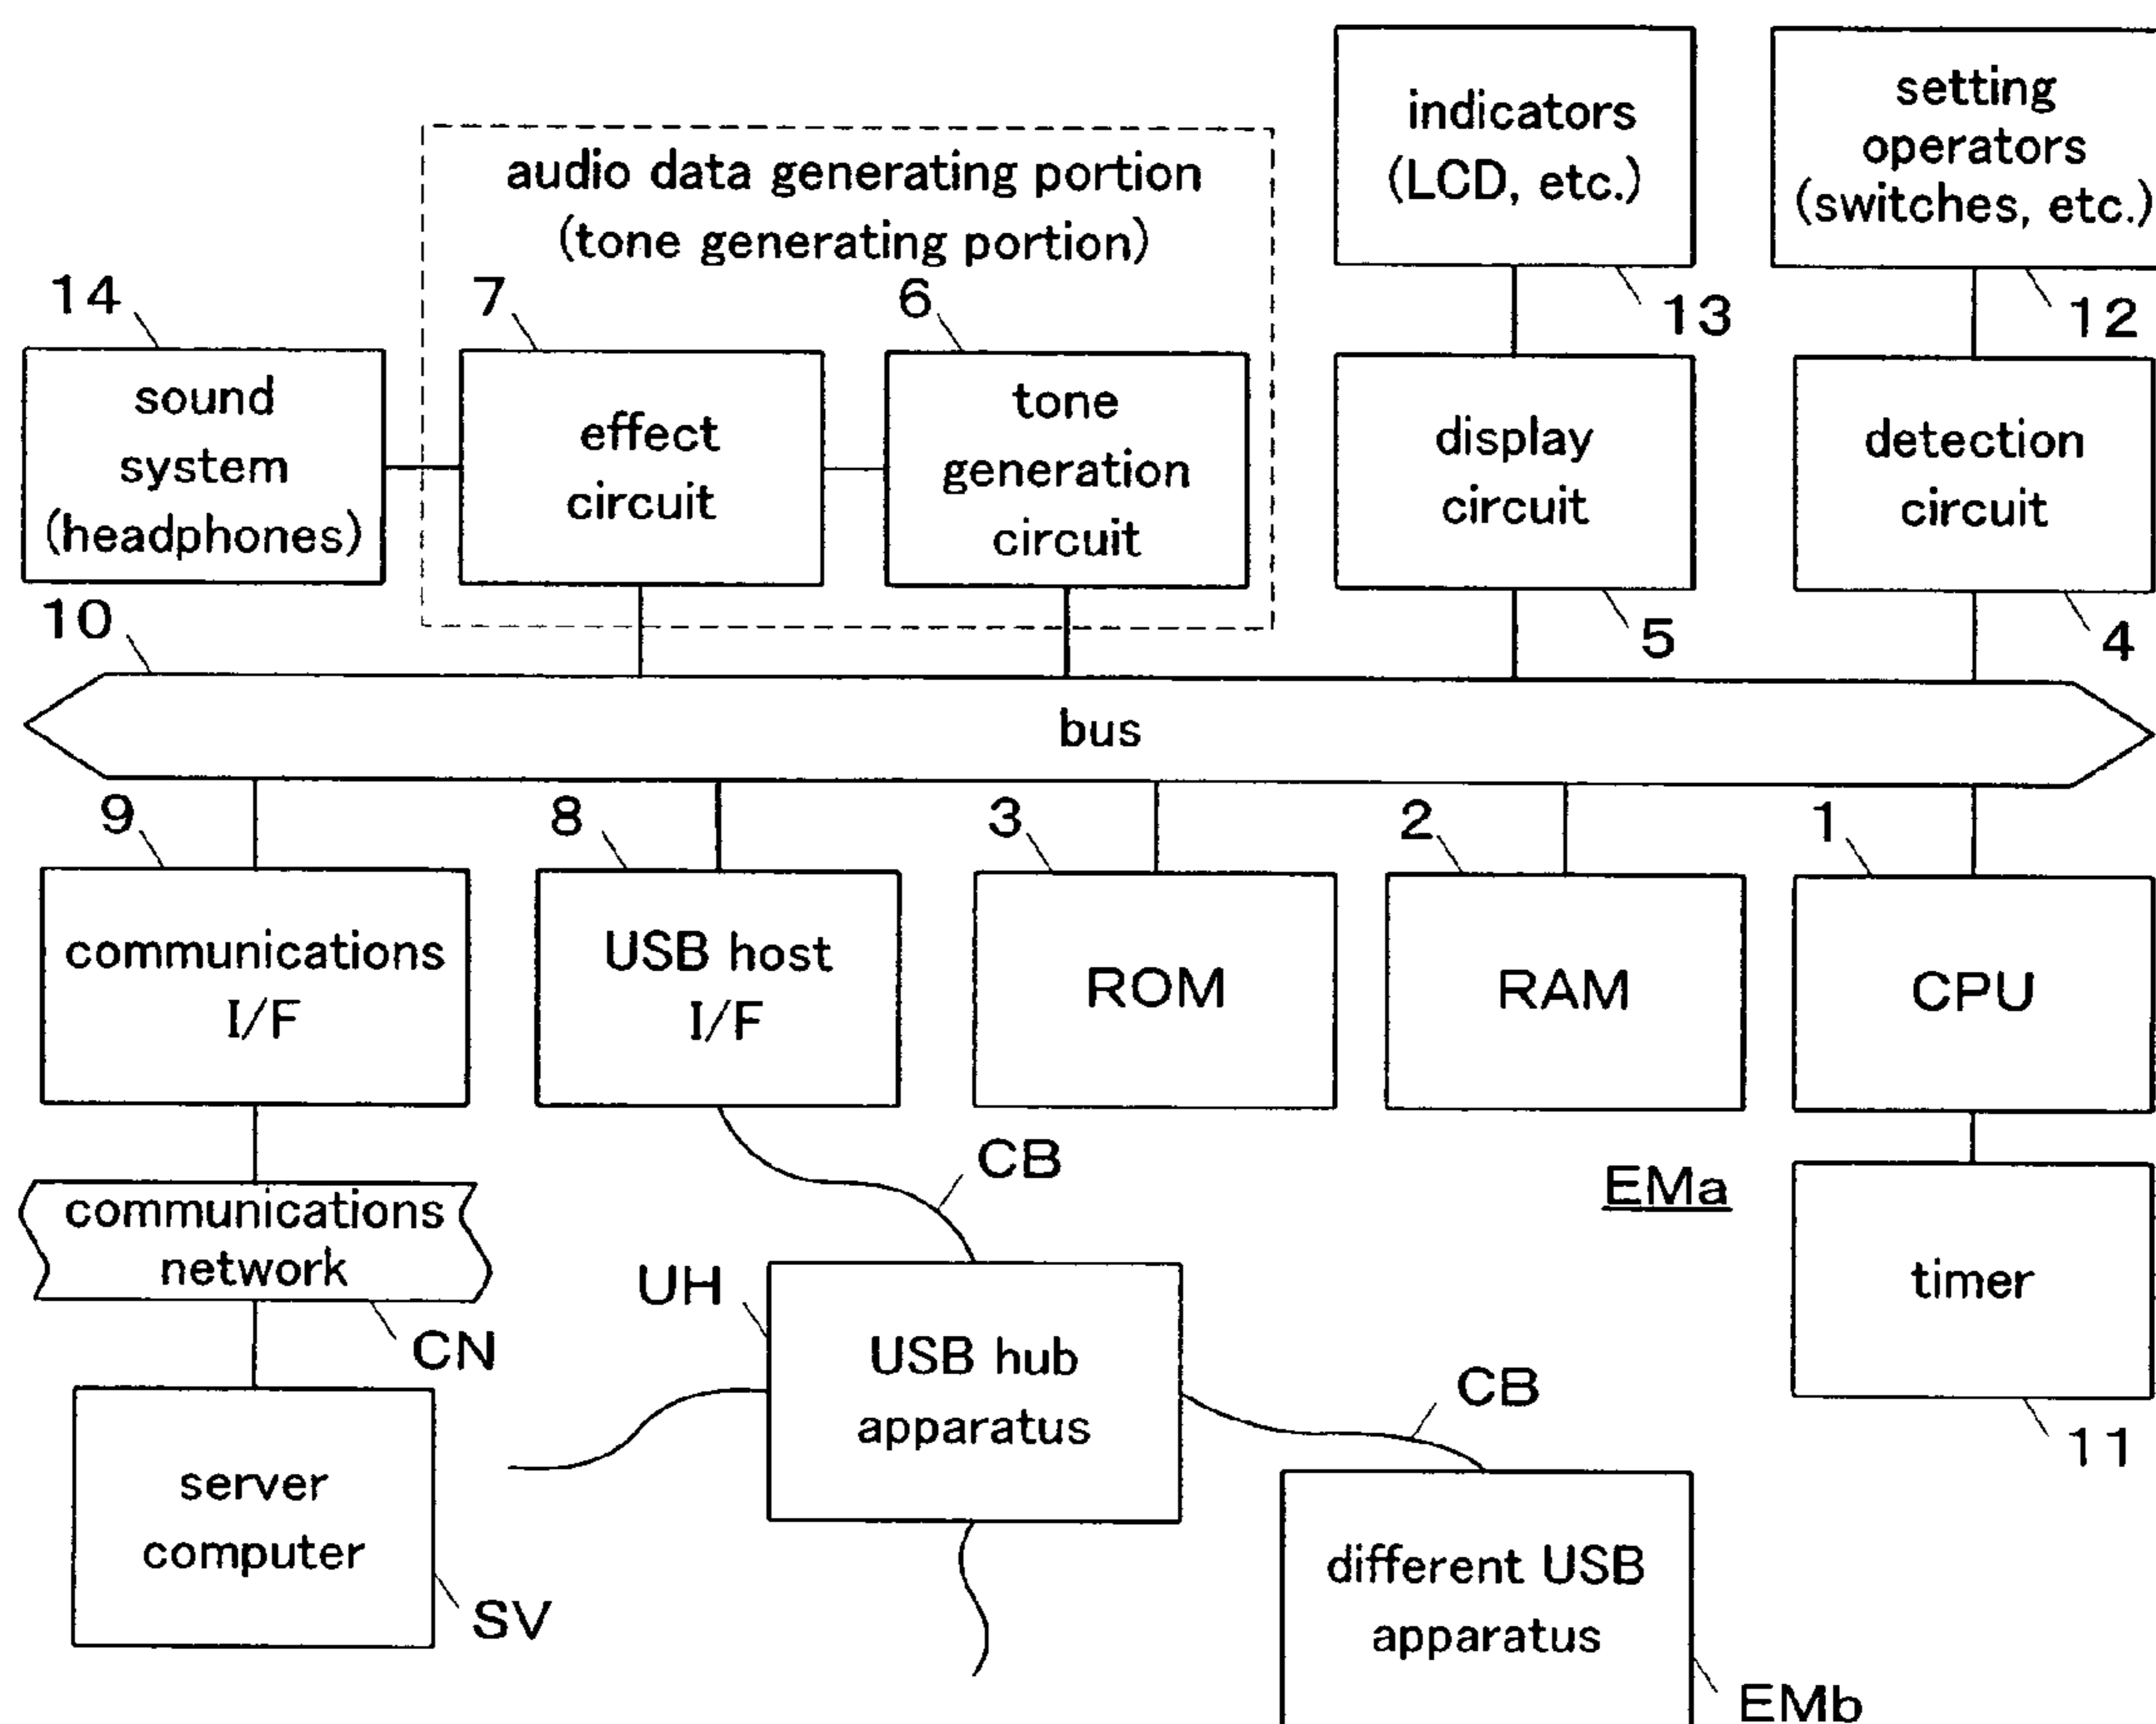 indicators
(LCD, etc.)
13
setting
operators
(switches, etc.)
12
audio data generating portion
(tone generating portion)
14
sound
system
(headphones)
7
effect
circuit
6
tone
generation
circuit
display
circuit
5
detection
circuit
4
10
bus
9
communications
I/F
8
USB host
I/F
3
ROM
2
RAM
1
CPU
CB
EMa
communications
network
CN
UH
USB hub
apparatus
CB
timer
11
server
computer
SV
different USB
apparatus
EMb